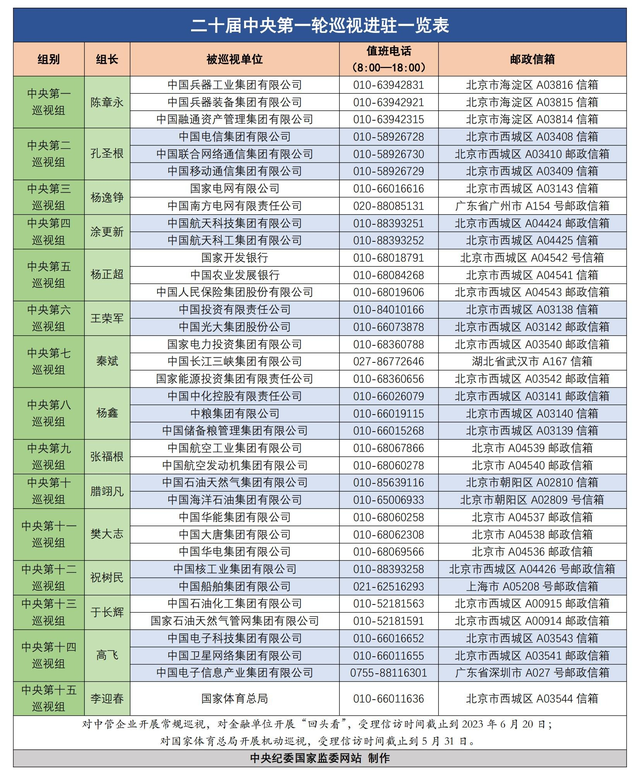 二十届中央第一轮巡视进驻一览表
组别 组长 被巡视单位 值班电话 邮政信箱
(8:00—18:00)
中央第一巡视组 陈章永 中国兵器工业集团有限公司 010-63942831 北京市海淀区 A03816 信箱
中国兵器装备集团有限公司 010-63942921 北京市海淀区 A03815 信箱
中国融通资产管理集团有限公司 010-63942315 北京市海淀区 A03814 信箱
中央第二巡视组 孔圣根 中国电信集团有限公司 010-58926728 北京市西城区 A03408 信箱
中国联合网络通信集团有限公司 010-58926730 北京市西城区 A03410 邮政信箱
中国移动通信集团有限公司 010-58926729 北京市西城区 A03409 信箱
中央第三巡视组 杨逸铮 国家电网有限公司 010-66016616 北京市西城区 A03143 信箱
中国南方电网有限责任公司 020-88085131 广东省广州市 A154 号邮政信箱
中央第四巡视组 涂更新 中国航天科技集团有限公司 010-88393251 北京市西城区 A04424 邮政信箱
中国航天科工集团有限公司 010-88393252 北京市西城区 A04425 信箱
中央第五巡视组 杨正超 国家开发银行 010-68018791 北京市西城区 A04542 号信箱
中国农业发展银行 010-68084268 北京市西城区 A04541 信箱
中国人民保险集团股份有限公司 010-68019606 北京市西城区 A04543 邮政信箱
中央第六巡视组 王荣军 中国投资有限责任公司 010-84010166 北京市西城区 A03138 信箱
中国光大集团股份公司 010-66073878 北京市西城区 A03142 邮政信箱
中央第七巡视组 秦斌 国家电力投资集团有限公司 010-68360788 北京市西城区 A03540 邮政信箱
中国长江三峡集团有限公司 027-86772646 湖北省武汉市 A167 信箱
国家能源投资集团有限责任公司 010-68360656 北京市西城区 A03542 邮政信箱
中央第八巡视组 杨鑫 中国中化控股有限责任公司 010-66026079 北京市西城区 A03141 邮政信箱
中粮集团有限公司 010-66019115 北京市西城区 A03140 信箱
中国储备粮管理集团有限公司 010-66015268 北京市西城区 A03139 信箱
中央第九巡视组 张福根 中国航空工业集团有限公司 010-68067866 北京市 A04539 邮政信箱
中国航空发动机集团有限公司 010-68060278 北京市 A04540 邮政信箱
中央第十巡视组 腊翊凡 中国石油天然气集团有限公司 010-85639116 北京市朝阳区 A02810 信箱
中国海洋石油集团有限公司 010-65006933 北京市朝阳区 A02809 号信箱
中央第十一巡视组 樊大志 中国华能集团有限公司 010-68060258 北京市 A04537 邮政信箱
中国大唐集团有限公司 010-68062308 北京市 A04538 邮政信箱
中国华电集团有限公司 010-68069566 北京市 A04536 邮政信箱
中央第十二巡视组 祝树民 中国核工业集团有限公司 010-88393258 北京市西城区 A04426 号邮政信箱
中国船舶集团有限公司 021-62516293 上海市 A05208 号邮政信箱
中央第十三巡视组 于长辉 中国石油化工集团有限公司 010-52181563 北京市西城区 A00915 邮政信箱
国家石油天然气管网集团有限公司 010-52181591 北京市西城区 A00914 邮政信箱
中央第十四巡视组 高飞 中国电子科技集团有限公司 010-66016652 北京市西城区 A03543 信箱
中国卫星网络集团有限公司 010-66011655 北京市西城区 A03541 邮政信箱
中国电子信息产业集团有限公司 0755-88116301 广东省深圳市 A027 号邮政信箱
中央第十五巡视组 李迎春 国家体育总局 010-66011636 北京市西城区 A03544 信箱
对中管企业开展常规巡视，对金融单位开展“回头看”，受理信访时间截止到 2023 年 6 月 20 日；
对国家体育总局开展机动巡视，受理信访时间截止到 5 月 31 日。
中央纪委国家监委网站 制作